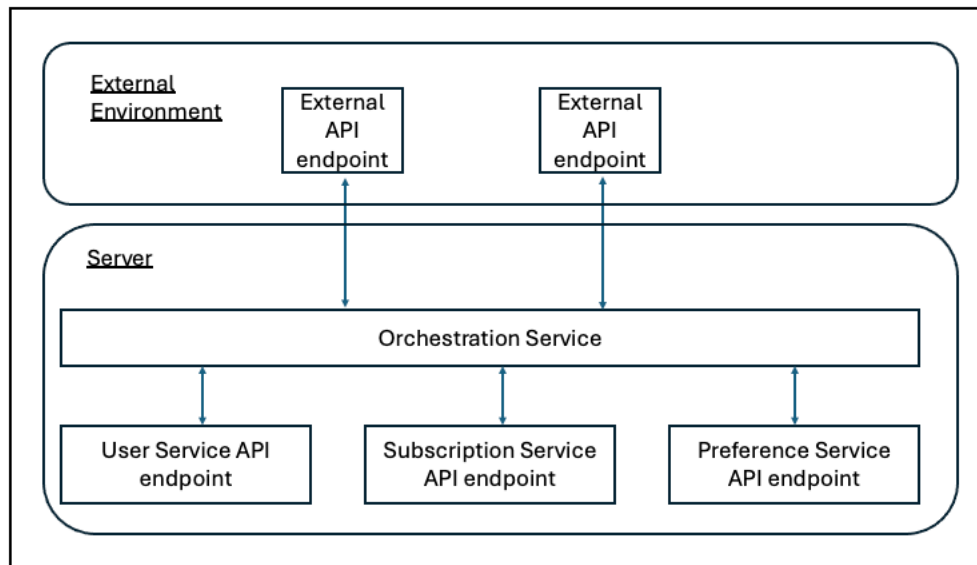 External
Environment
External
API
endpoint
External
API
endpoint
Server
Orchestration Service
User Service API
endpoint
Subscription Service
API endpoint
Preference Service
API endpoint